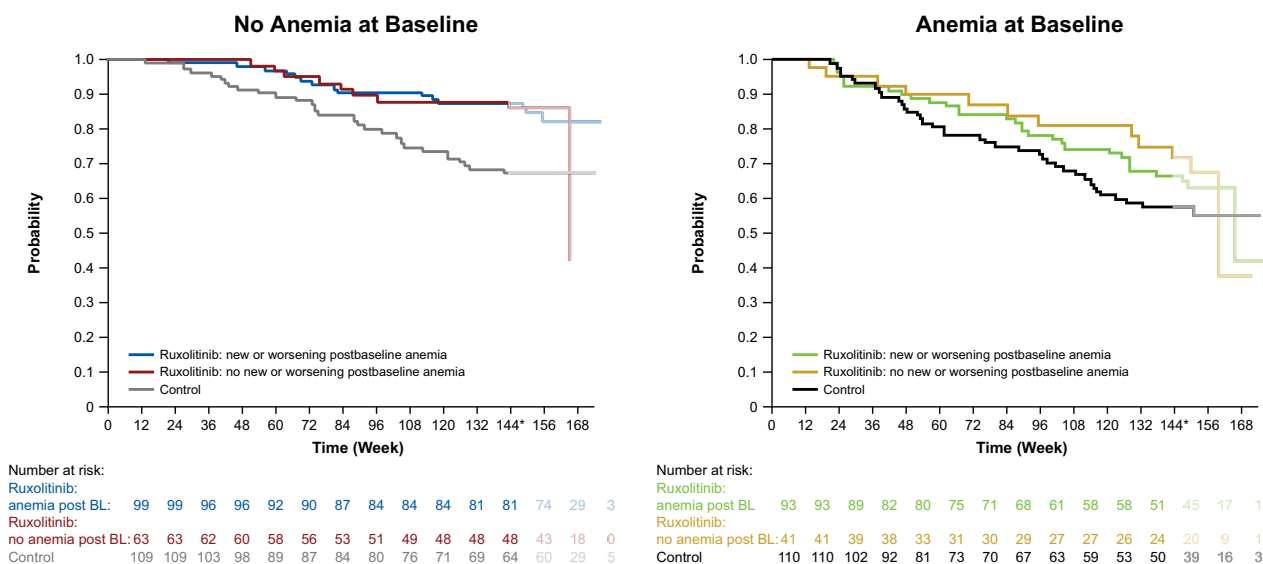 No Anemia at Baseline
1.0
0.9
0.8
0.7
0.6
0.5
0.4
0.3
0.2
0.1
0
Probability
Ruxolitinib: new or worsening postbaseline anemia
Ruxolitinib: no new or worsening postbaseline anemia
Control
0 12 24 36 48 60 72 84 96 108 120 132 144* 156 168
Time (Week)
Number at risk:
Ruxolitinib:
anemia post BL: 99 99 96 96 92 90 87 84 84 84 81 81 74 29 3
Ruxolitinib:
no anemia post BL: 63 63 62 60 58 56 53 51 49 48 48 48 43 18 0
Control 109 109 103 98 89 87 84 80 76 71 69 64 60 29 5
Anemia at Baseline
1.0
0.9
0.8
0.7
0.6
0.5
0.4
0.3
0.2
0.1
0
Probability
Ruxolitinib: new or worsening postbaseline anemia
Ruxolitinib: no new or worsening postbaseline anemia
Control
0 12 24 36 48 60 72 84 96 108 120 132 144* 156 168
Time (Week)
Number at risk:
Ruxolitinib:
anemia post BL 93 93 89 82 80 75 71 68 61 58 58 51 45 17 1
Ruxolitinib:
no anemia post BL: 41 41 39 38 33 31 30 29 27 27 26 24 20 9 1
Control 110 110 102 92 81 73 70 67 63 59 53 50 39 16 3